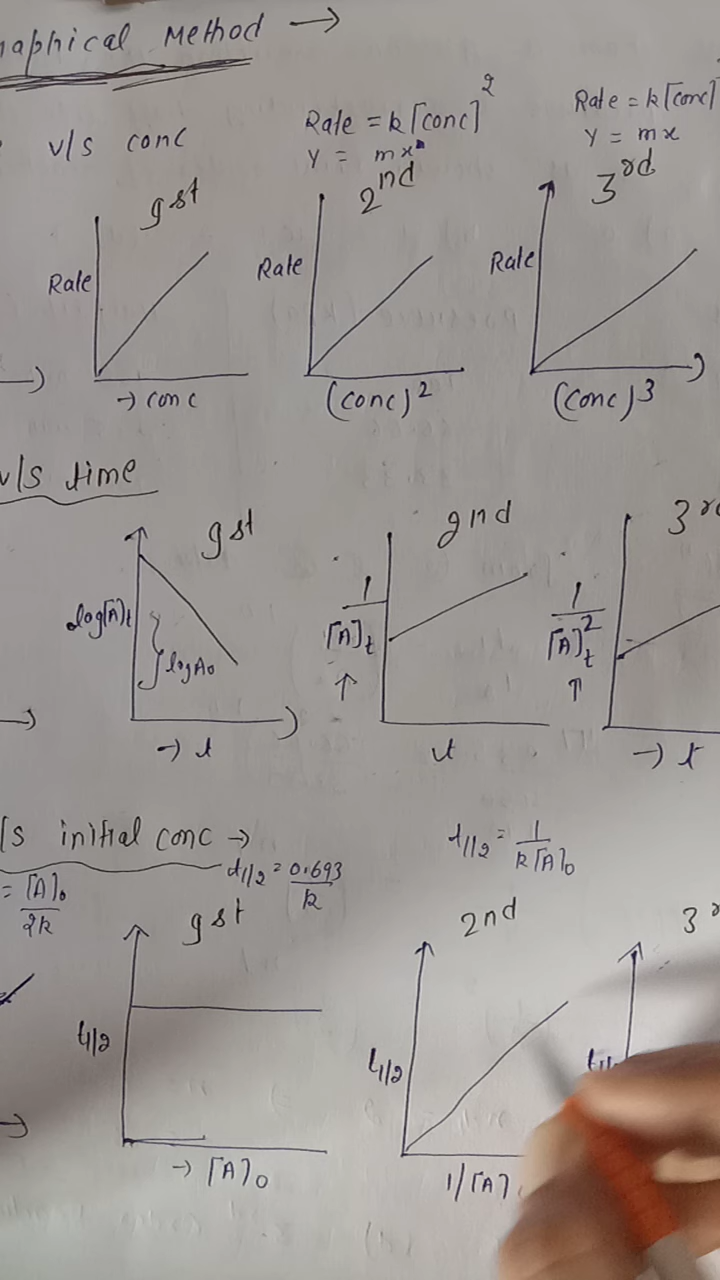 aphical Method →
v/s conc
Rate = k[conc]²
Y = mx
Rate = k[conc]
Y = mx
1st
2nd
3rd
Rate
Rate
Rate
→ conc
(conc)²
(conc)³
v/s time
1st
2nd
3
log[A]t
log A₀
1/[A]t
↑
1/[A]t²
↑
→ t
t
→ t
/s initial conc →
t1/2 = 1/k[A]₀
= [A]₀/2k
t1/2 = 0.693/k
1st
2nd
3
t1/2
t1/2
→ [A]₀
1/[A]